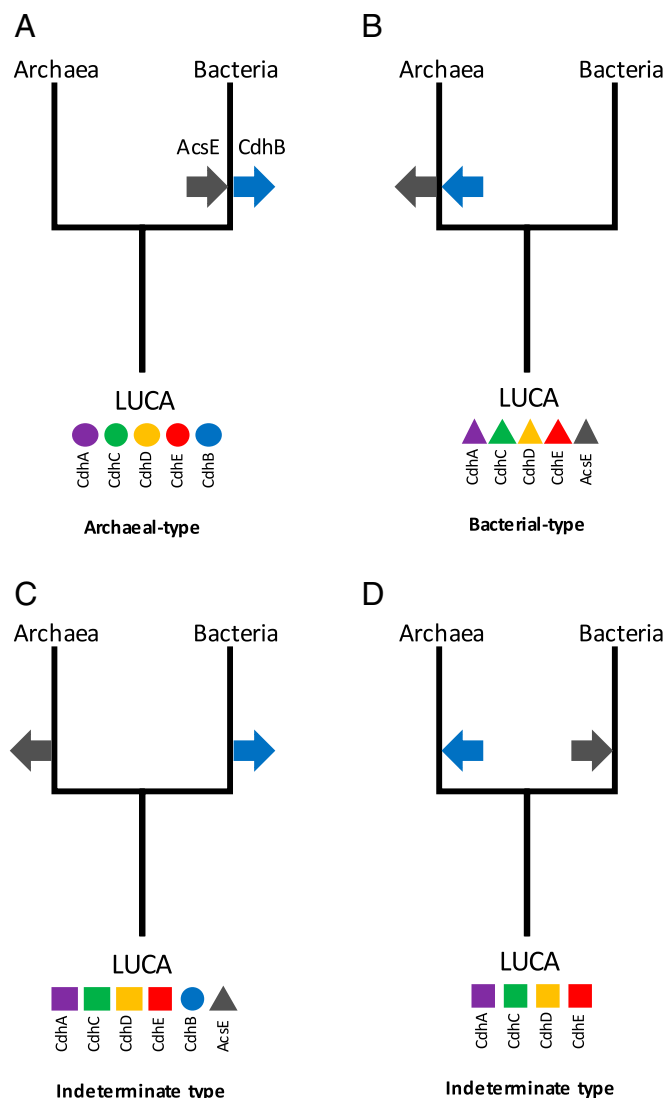 A
B
Archaea Bacteria
Archaea Bacteria
AcsE CdhB
LUCA
CdhA CdhC CdhD CdhE CdhB
Archaeal-type
LUCA
CdhA CdhC CdhD CdhE AcsE
Bacterial-type
C
D
Archaea Bacteria
Archaea Bacteria
LUCA
CdhA CdhC CdhD CdhE CdhB AcsE
Indeterminate type
LUCA
CdhA CdhC CdhD CdhE
Indeterminate type